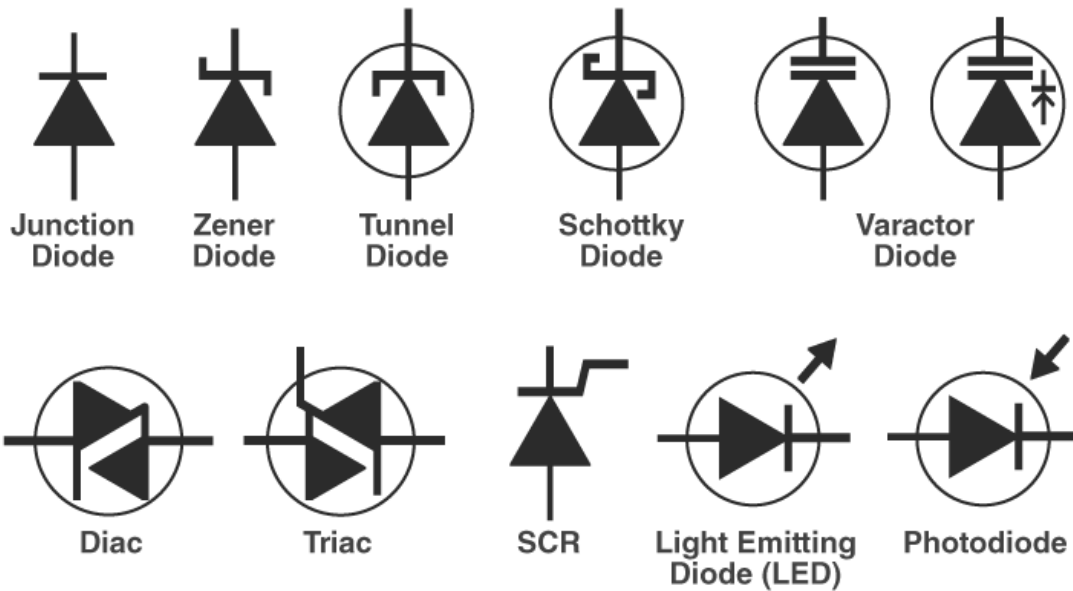 Junction
Diode
Zener
Diode
Tunnel
Diode
Schottky
Diode
Varactor
Diode
Diac
Triac
SCR
Light Emitting
Diode (LED)
Photodiode